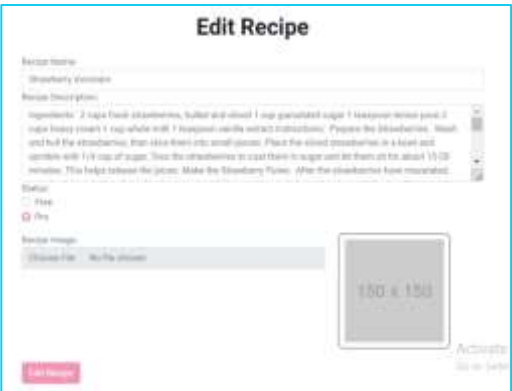 Edit Recipe
Recipe Name:
Strawberry
Recipe Description:
Ingredients: 2 cups fresh strawberries, hulled and sliced 1 cup granulated sugar 1 teaspoon lemon juice 2
cups heavy cream 1 cup whole milk 1 teaspoon vanilla extract Instructions: Prepare the Strawberries: Wash
and hull the strawberries, then slice them into small pieces. Place the sliced strawberries in a bowl and
sprinkle with 1/4 cup of sugar. Toss the strawberries to coat them in sugar and let them sit for about 15-20
minutes. This helps release the juices. Make the Strawberry Puree: After the strawberries have macerated,
Status:
Free
Pro
Recipe Image:
Choose File No file chosen
150 x 150
Activate
Go to
Edit Recipe